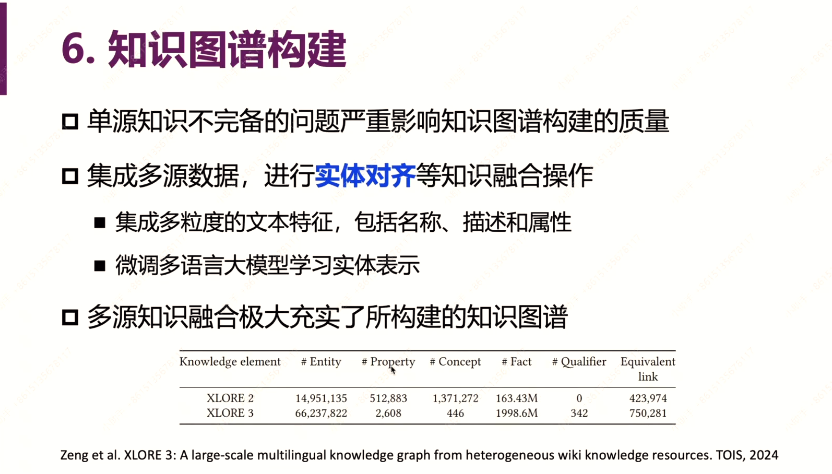 6. 知识图谱构建
单源知识不完备的问题严重影响知识图谱构建的质量
集成多源数据，进行实体对齐等知识融合操作
集成多粒度的文本特征，包括名称、描述和属性
微调多语言大模型学习实体表示
多源知识融合极大充实了所构建的知识图谱
Knowledge element # Entity # Property # Concept # Fact # Qualifier Equivalent
link
XLORE 2 14,951,135 512,883 1,371,272 163.43M 0 423,974
XLORE 3 66,237,822 2,608 446 1998.6M 342 750,281
Zeng et al. XLORE 3: A large-scale multilingual knowledge graph from heterogeneous wiki knowledge resources. TOIS, 2024